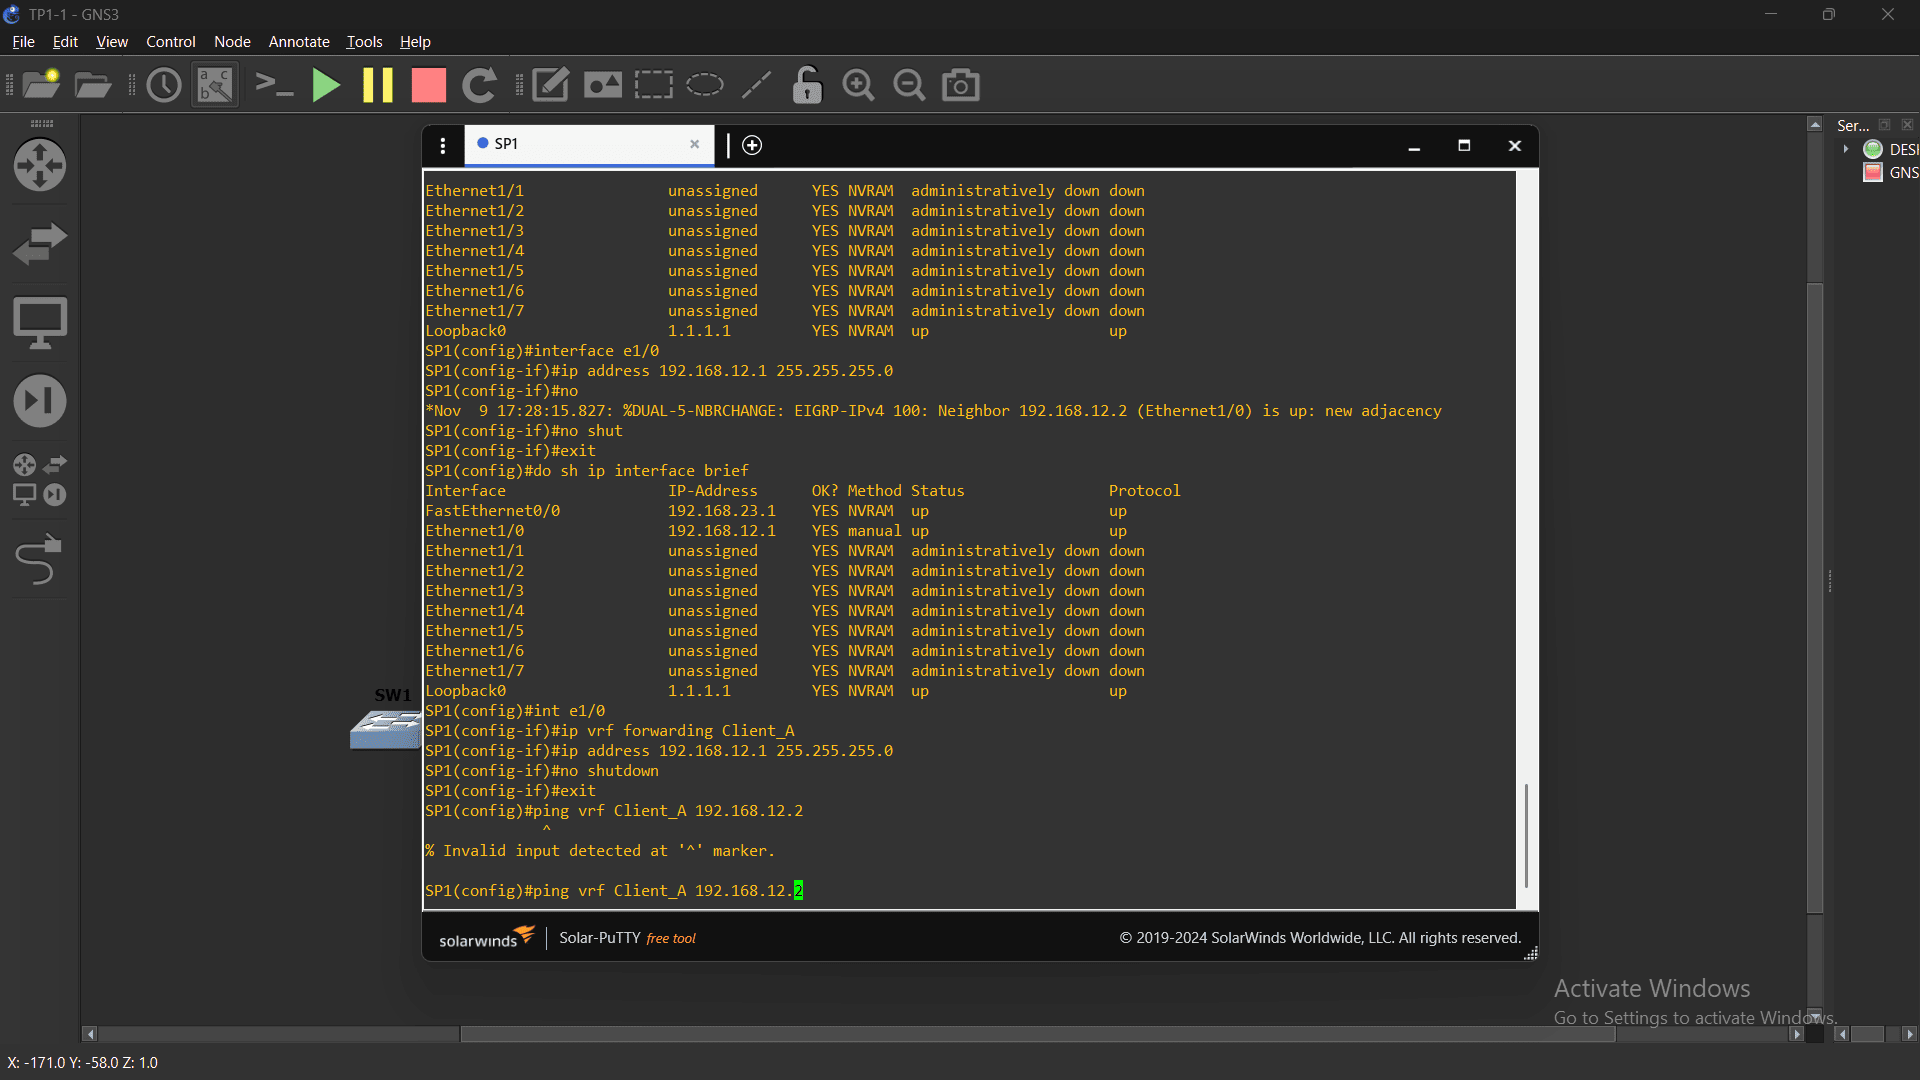 TP1-1 - GNS3
File Edit View Control Node Annotate Tools Help
SP1
Ser...
DESI
GNS
Ethernet1/1 unassigned YES NVRAM administratively down down
Ethernet1/2 unassigned YES NVRAM administratively down down
Ethernet1/3 unassigned YES NVRAM administratively down down
Ethernet1/4 unassigned YES NVRAM administratively down down
Ethernet1/5 unassigned YES NVRAM administratively down down
Ethernet1/6 unassigned YES NVRAM administratively down down
Ethernet1/7 unassigned YES NVRAM administratively down down
Loopback0 1.1.1.1 YES NVRAM up up
SP1(config)#interface e1/0
SP1(config-if)#ip address 192.168.12.1 255.255.255.0
SP1(config-if)#no
*Nov 9 17:28:15.827: %DUAL-5-NBRCHANGE: EIGRP-IPv4 100: Neighbor 192.168.12.2 (Ethernet1/0) is up: new adjacency
SP1(config-if)#no shut
SP1(config-if)#exit
SP1(config)#do sh ip interface brief
Interface IP-Address OK? Method Status Protocol
FastEthernet0/0 192.168.23.1 YES NVRAM up up
Ethernet1/0 192.168.12.1 YES manual up up
Ethernet1/1 unassigned YES NVRAM administratively down down
Ethernet1/2 unassigned YES NVRAM administratively down down
Ethernet1/3 unassigned YES NVRAM administratively down down
Ethernet1/4 unassigned YES NVRAM administratively down down
Ethernet1/5 unassigned YES NVRAM administratively down down
Ethernet1/6 unassigned YES NVRAM administratively down down
Ethernet1/7 unassigned YES NVRAM administratively down down
Loopback0 1.1.1.1 YES NVRAM up up
SP1(config)#int e1/0
SP1(config-if)#ip vrf forwarding Client_A
SP1(config-if)#ip address 192.168.12.1 255.255.255.0
SP1(config-if)#no shutdown
SP1(config-if)#exit
SP1(config)#ping vrf Client_A 192.168.12.2
^
% Invalid input detected at '^' marker.
SP1(config)#ping vrf Client_A 192.168.12.2
SW1
solarwinds Solar-PuTTY free tool
© 2019-2024 SolarWinds Worldwide, LLC. All rights reserved.
Activate Windows
Go to Settings to activate Windows.
X: -171.0 Y: -58.0 Z: 1.0